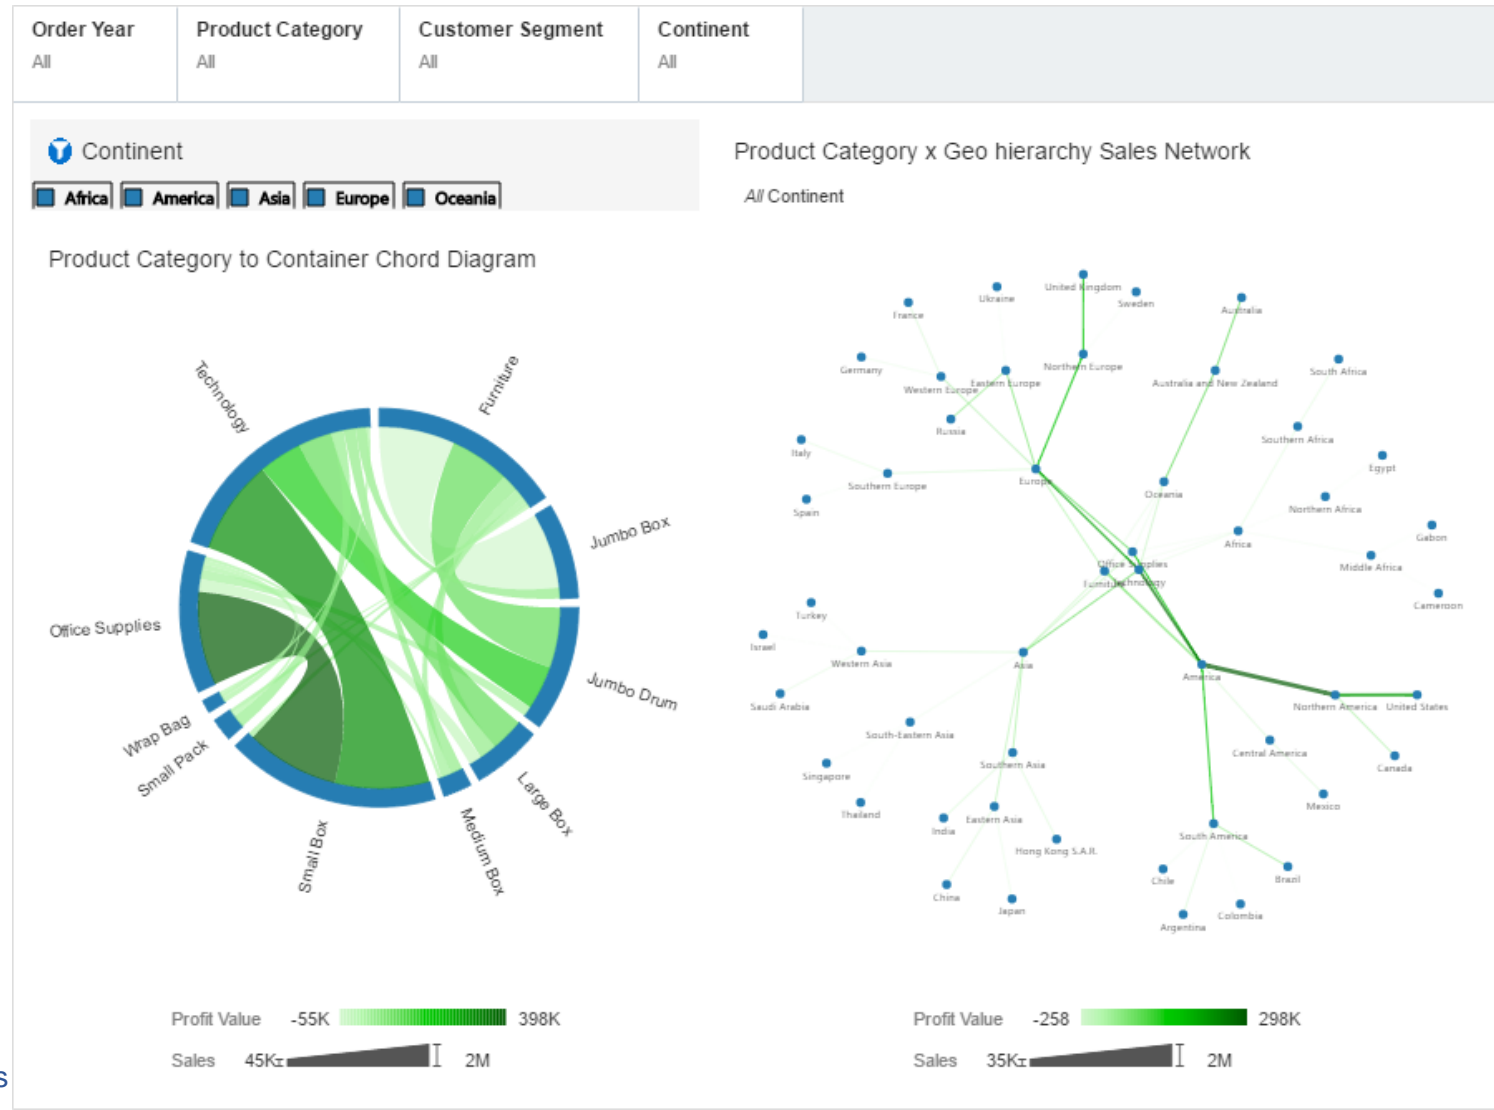 Order Year
All
Product Category
All
Customer Segment
All
Continent
All
Continent
Africa
America
Asia
Europe
Oceania
Product Category to Container Chord Diagram
Technology
Furniture
Jumbo Box
Jumbo Drum
Large Box
Medium Box
Small Box
Small Pack
Wrap Bag
Office Supplies
Profit Value -55K 398K
Sales 45K 2M
Product Category x Geo hierarchy Sales Network
All Continent
United Kingdom
Ukraine
Sweden
France
Australia
Germany
Northern Europe
Western Europe
Eastern Europe
Australia and New Zealand
South Africa
Russia
Southern Africa
Italy
Egypt
Southern Europe
Europe
Oceania
Spain
Northern Africa
Gabon
Africa
Office Supplies
Middle Africa
Furniture
Technology
Cameroon
Turkey
Israel
Western Asia
Asia
America
Saudi Arabia
Northern America
United States
South-Eastern Asia
Central America
Southern Asia
Canada
Singapore
Mexico
Thailand
India
Eastern Asia
South America
Hong Kong S.A.R.
Chile
Brazil
China
Japan
Colombia
Argentina
Profit Value -258 298K
Sales 35K 2M
s